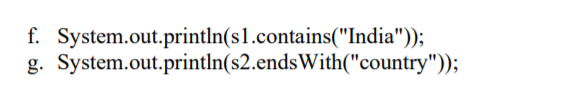 f. System.out.println(s1.contains("India"));
g. System.out.println(s2.endsWith("country"));